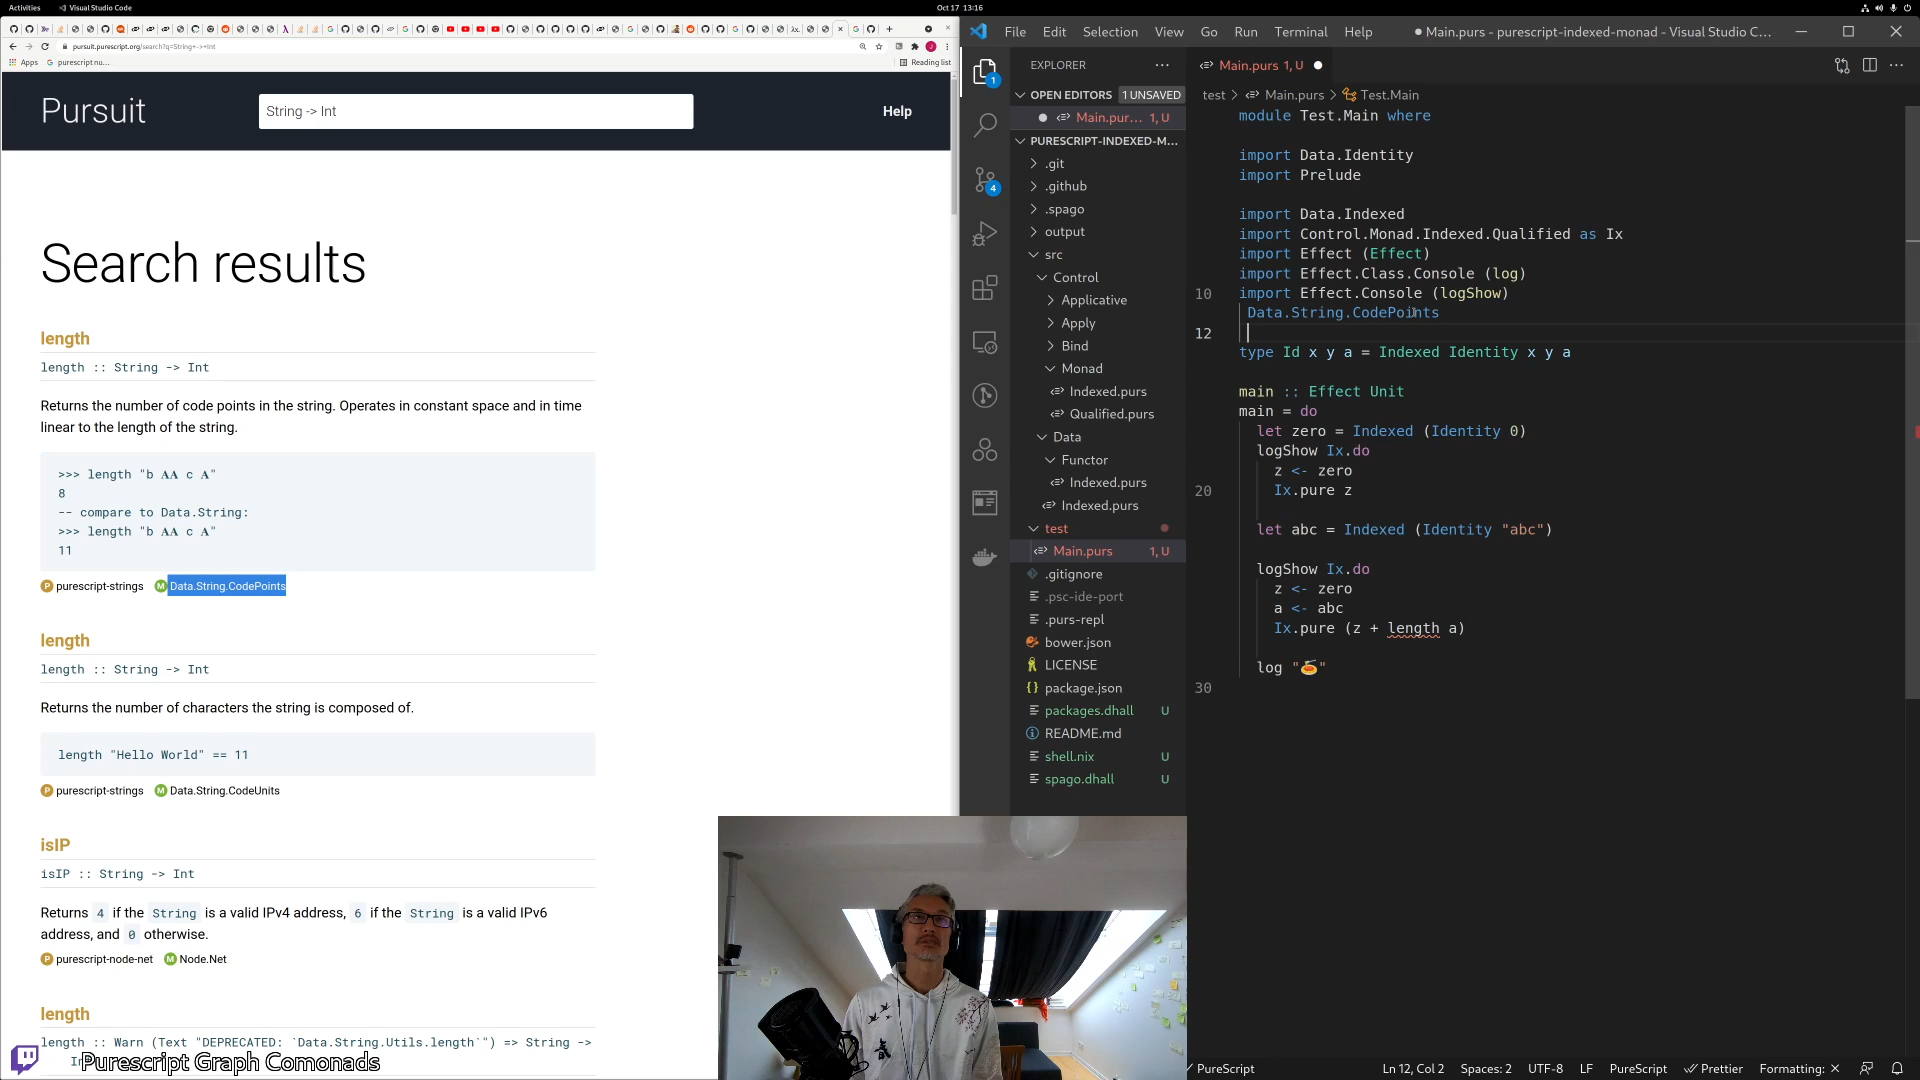 Activities
Visual Studio Code
Oct 17 13:16
pursuit.purescript.org/search?q=String+->+Int
Apps
purescript nu...
Reading list
Pursuit
String -> Int
Help
Search results
length
length :: String -> Int
Returns the number of code points in the string. Operates in constant space and in time
linear to the length of the string.
>>> length "b 𝐀𝐀 c 𝐀"
8
-- compare to Data.String:
>>> length "b 𝐀𝐀 c 𝐀"
11
P purescript-strings M Data.String.CodePoints
length
length :: String -> Int
Returns the number of characters the string is composed of.
length "Hello World" == 11
P purescript-strings M Data.String.CodeUnits
isIP
isIP :: String -> Int
Returns 4 if the String is a valid IPv4 address, 6 if the String is a valid IPv6
address, and 0 otherwise.
P purescript-node-net M Node.Net
length
length :: Warn (Text "DEPRECATED: `Data.String.Utils.length`") => String ->
Purescript Graph Comonads
File Edit Selection View Go Run Terminal Help
● Main.purs - purescript-indexed-monad - Visual Studio C...
1
4
EXPLORER
OPEN EDITORS 1 UNSAVED
Main.pur... 1, U
PURESCRIPT-INDEXED-M...
.git
.github
.spago
output
src
Control
Applicative
Apply
Bind
Monad
Indexed.purs
Qualified.purs
Data
Functor
Indexed.purs
Indexed.purs
test
Main.purs 1, U
.gitignore
.psc-ide-port
.purs-repl
bower.json
LICENSE
package.json
packages.dhall U
README.md
shell.nix U
spago.dhall U
Main.purs 1, U
test > Main.purs > Test.Main
module Test.Main where
import Data.Identity
import Prelude
import Data.Indexed
import Control.Monad.Indexed.Qualified as Ix
import Effect (Effect)
import Effect.Class.Console (log)
10 import Effect.Console (logShow)
Data.String.CodePoints
12
type Id x y a = Indexed Identity x y a
main :: Effect Unit
main = do
let zero = Indexed (Identity 0)
logShow Ix.do
z <- zero
20 Ix.pure z
let abc = Indexed (Identity "abc")
logShow Ix.do
z <- zero
a <- abc
Ix.pure (z + length a)
log "🍝"
30
PureScript
Ln 12, Col 2
Spaces: 2
UTF-8
LF
PureScript
Prettier
Formatting: ×